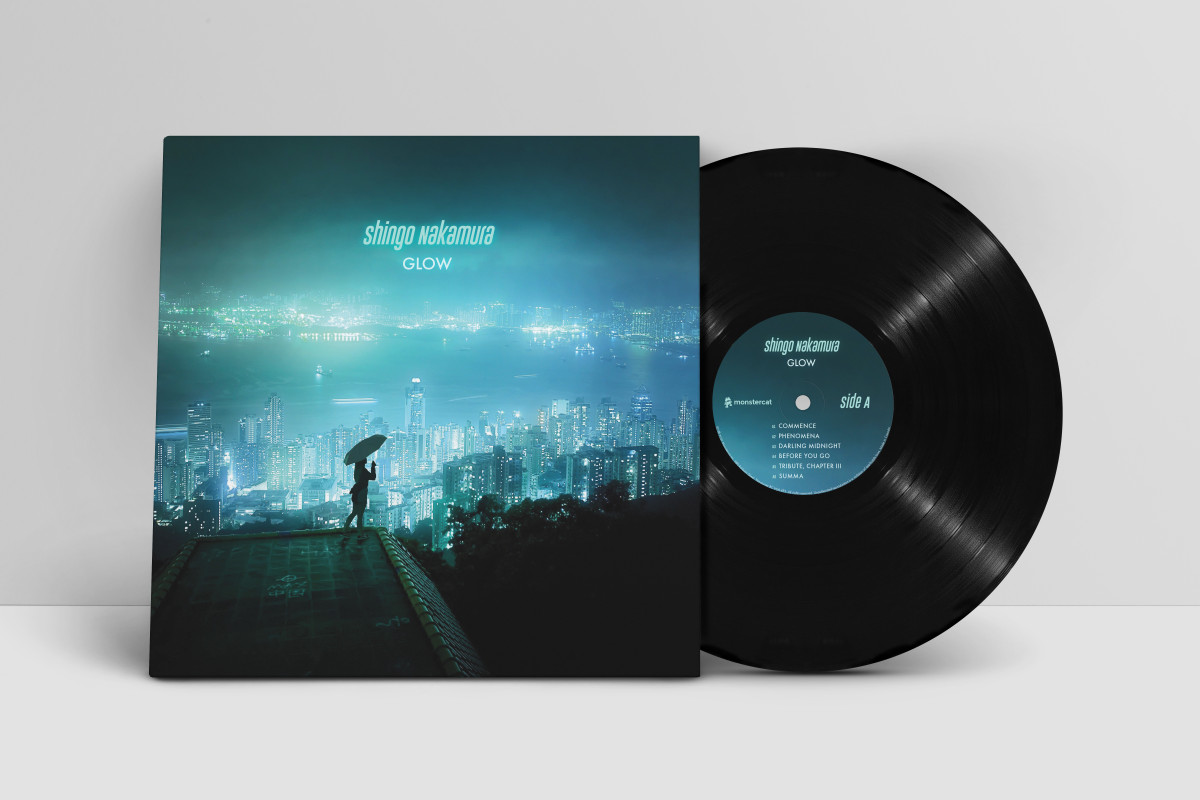 shingo nakamura
GLOW
shingo nakamura
GLOW
monstercat
side A
COMMENCE
PHENOMENA
DARLING MIDNIGHT
BEFORE YOU GO
TRIBUTE, CHAPTER III
SUMMA